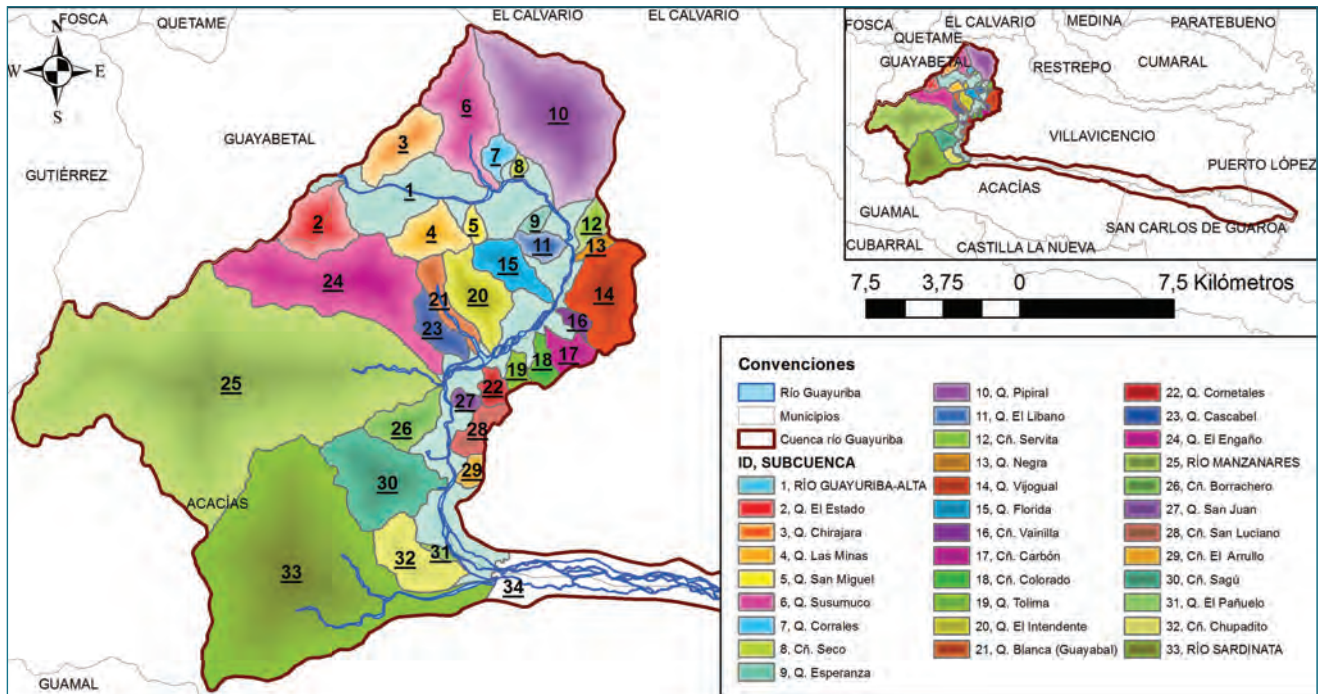 FOSCA
QUETAME
EL CALVARIO
EL CALVARIO
N
W E
S
GUAYABETAL
GUTIÉRREZ
ACACÍAS
GUAMAL
6
10
3
7
8
1
2
5
9
12
4
11
13
15
24
21
20
14
23
16
17
18
19
25
22
27
26
28
30
29
31
32
33
34
FOSCA
EL CALVARIO
MEDINA
PARATEBUENO
QUETAME
GUAYABETAL
RESTREPO
CUMARAL
VILLAVICENCIO
PUERTO LÓPEZ
ACACÍAS
GUAMAL
SAN CARLOS DE GUAROA
CUBARRAL
CASTILLA LA NUEVA
7,5 3,75 0 7,5 Kilómetros
Convenciones
Río Guayuriba
Municipios
Cuenca río Guayuriba
ID, SUBCUENCA
1, RÍO GUAYURIBA-ALTA
2, Q. El Estado
3, Q. Chirajara
4, Q. Las Minas
5, Q. San Miguel
6, Q. Susumuco
7, Q. Corrales
8, Cñ. Seco
9, Q. Esperanza
10, Q. Pipiral
11, Q. El Libano
12, Cñ. Servita
13, Q. Negra
14, Q. Vijogual
15, Q. Florida
16, Cñ. Vainilla
17, Cñ. Carbón
18, Cñ. Colorado
19, Q. Tolima
20, Q. El Intendente
21, Q. Blanca (Guayabal)
22, Q. Cornetales
23, Q. Cascabel
24, Q. El Engaño
25, RÍO MANZANARES
26, Cñ. Borrachero
27, Q. San Juan
28, Cñ. San Luciano
29, Cñ. El Arrullo
30, Cñ. Sagú
31, Q. El Pañuelo
32, Cñ. Chupadito
33, RÍO SARDINATA